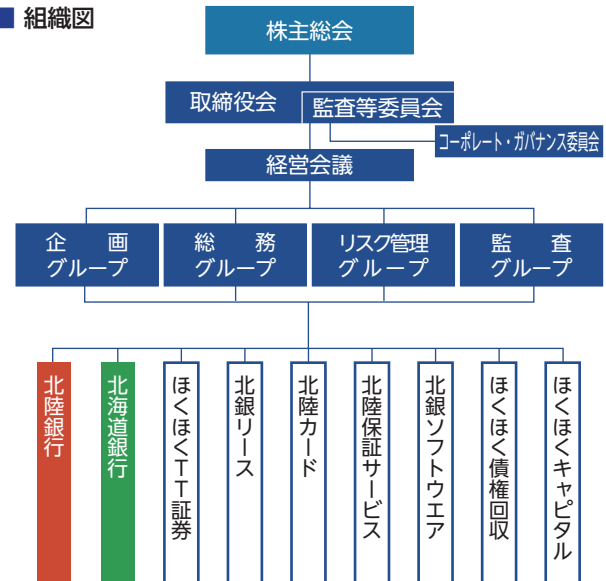 ■ 組織図
株主総会
取締役会
監査等委員会
コーポレート・ガバナンス委員会
経営会議
企画
グループ
総務
グループ
リスク管理
グループ
監査
グループ
北陸銀行
北海道銀行
ほくほくTT証券
北銀リース
北陸カード
北陸保証サービス
北銀ソフトウエア
ほくほく債権回収
ほくほくキャピタル